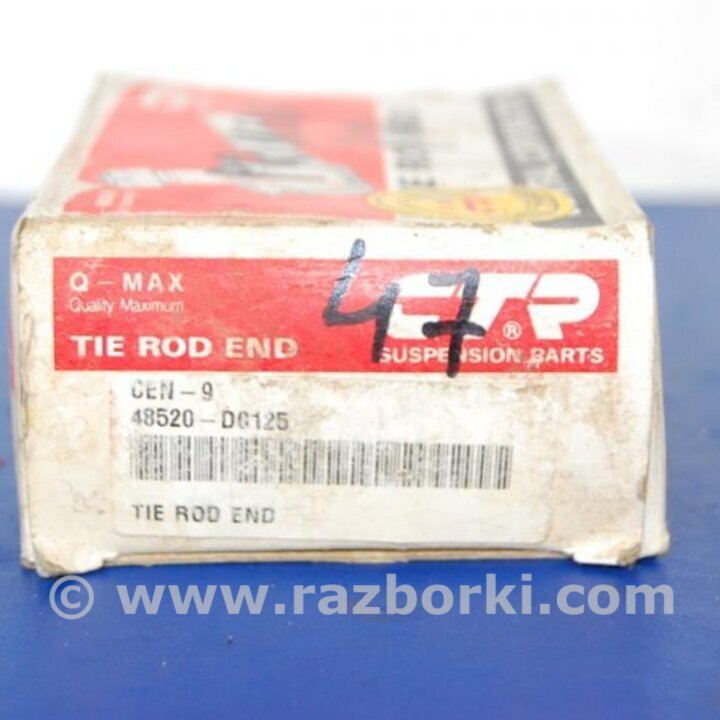 Q-MAX
Quality Maximum
TIE ROD END
47
CTR ®
SUSPENSION PARTS
CEN-9
48520-DC125
TIE ROD END
© www.razborki.com